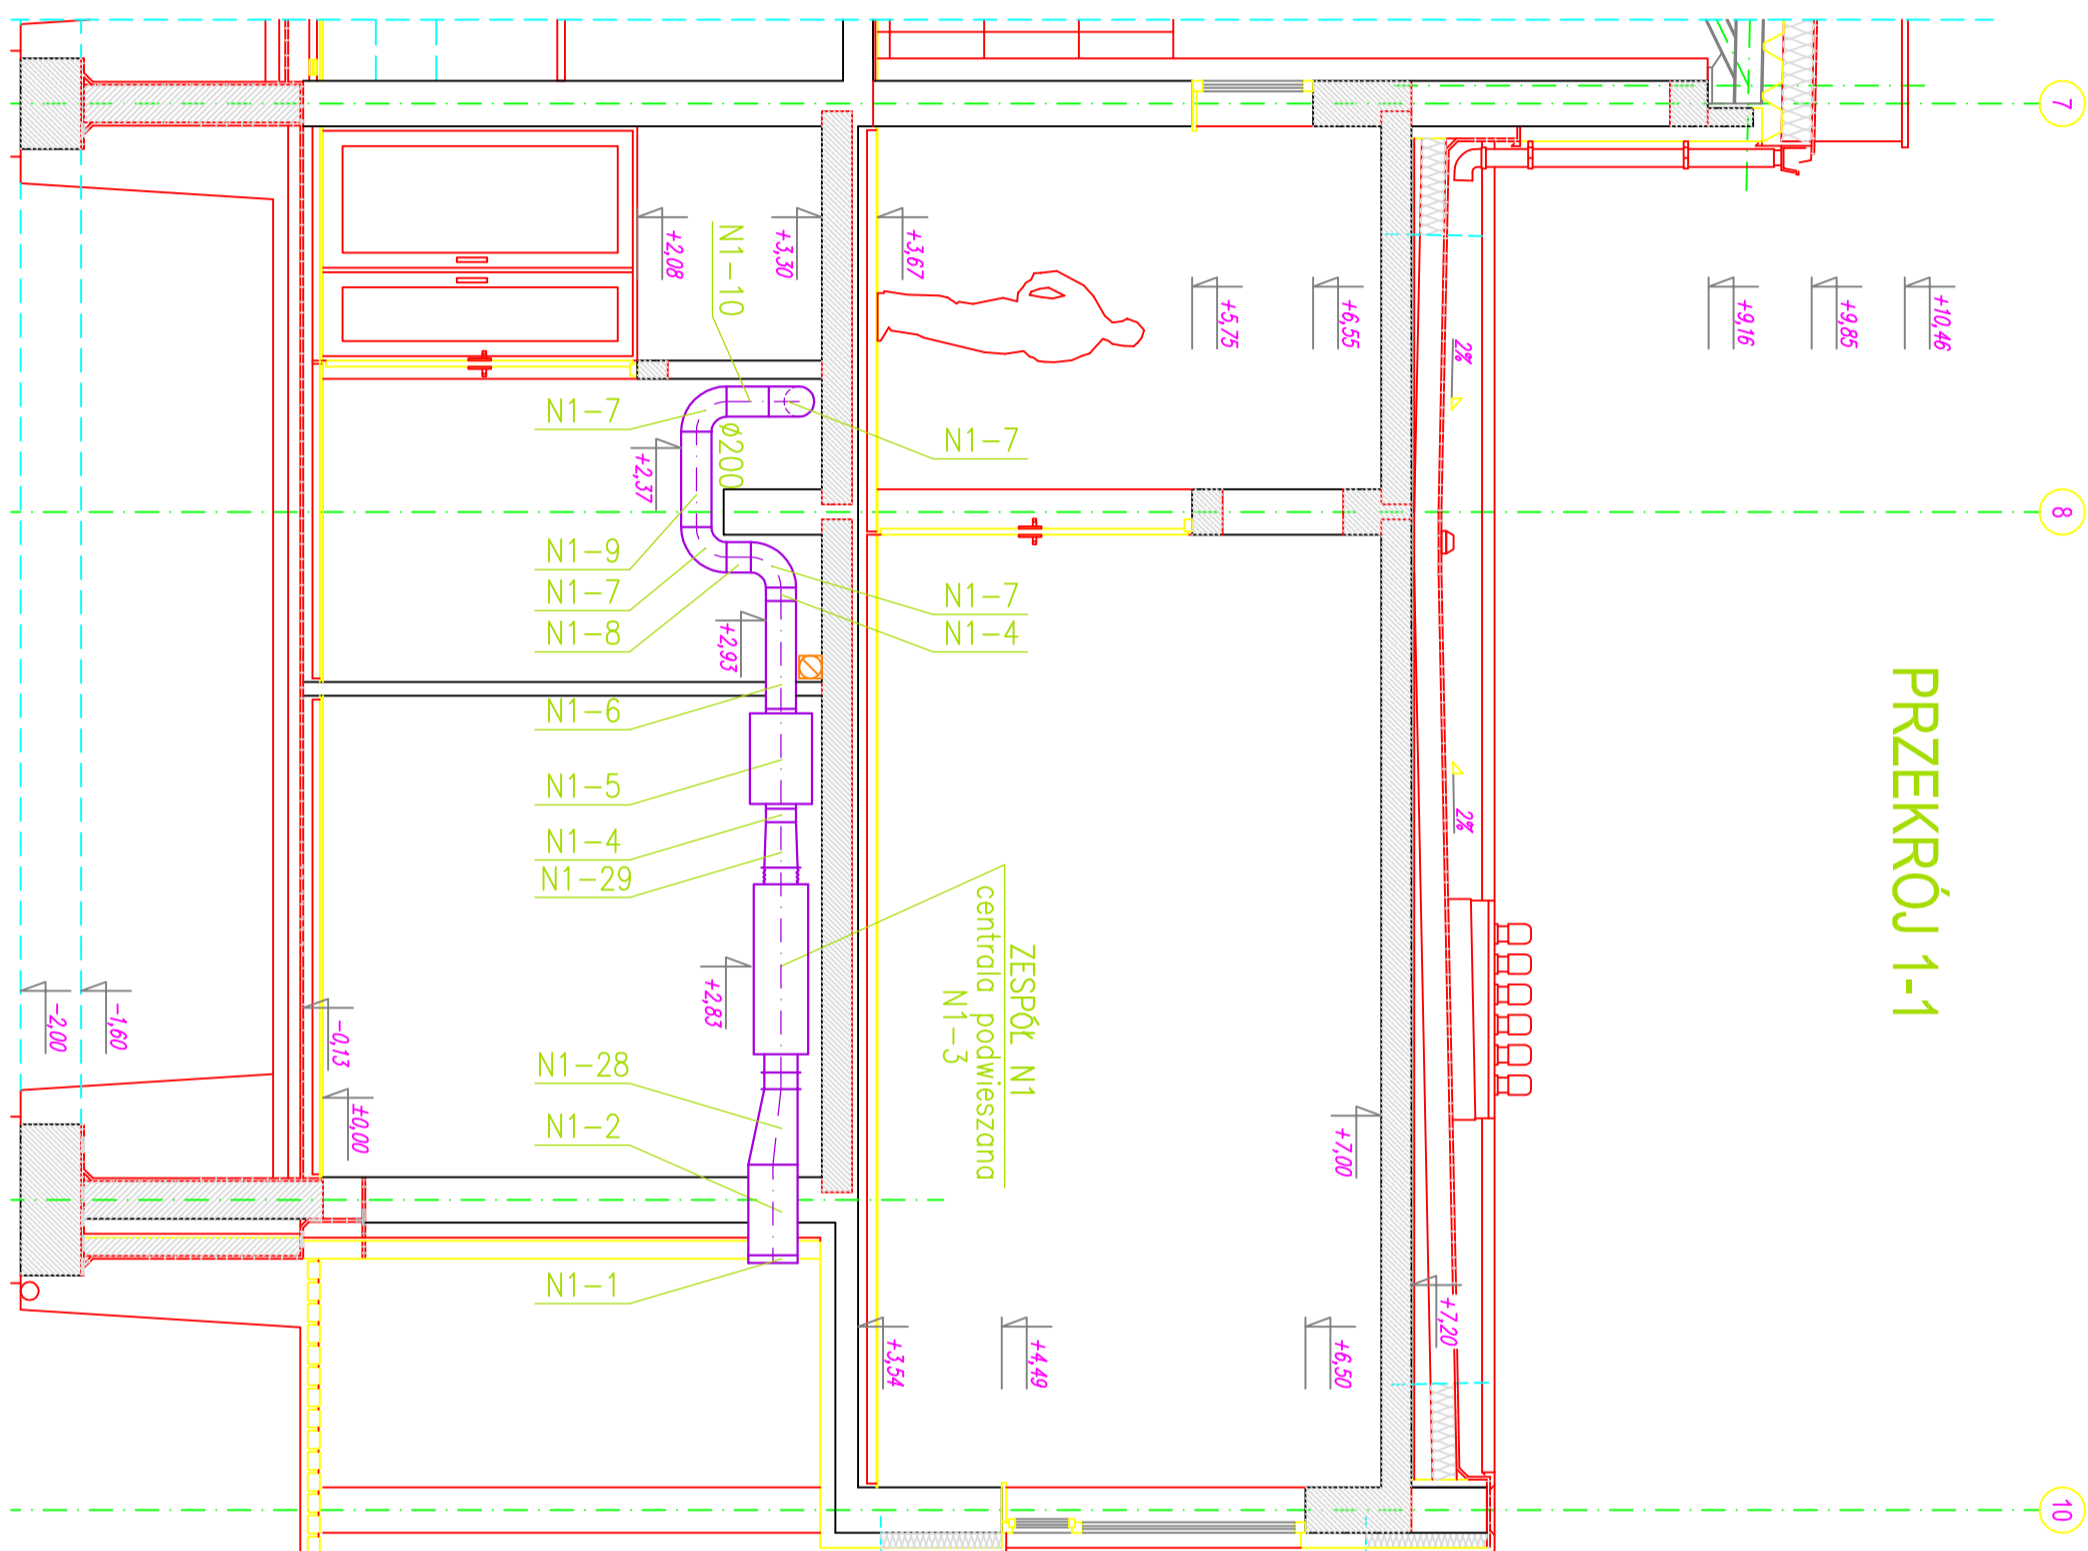 PRZEKRÓJ 1-1
7
8
10
+10,46
+9,85
+9,16
+6,55
+5,75
+3,67
+3,30
+2,08
2%
2%
N1-10
N1-7
ø200
+2,37
N1-7
N1-9
N1-7
N1-8
N1-7
N1-4
+2,93
N1-6
N1-5
N1-4
N1-29
ZESPÓŁ N1
centrala podwieszana
N1-3
+2,83
N1-28
N1-2
N1-1
-2,00
-1,60
-0,13
±0,00
+7,00
+7,20
+3,54
+4,49
+6,50